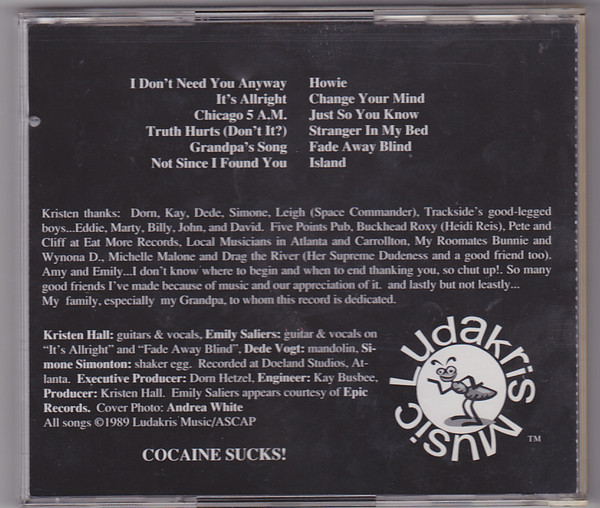 I Don't Need You Anyway Howie
It's Allright Change Your Mind
Chicago 5 A.M. Just So You Know
Truth Hurts (Don't It?) Stranger In My Bed
Grandpa's Song Fade Away Blind
Not Since I Found You Island
Kristen thanks: Dorn, Kay, Dede, Simone, Leigh (Space Commander), Trackside's good-legged
boys...Eddie, Marty, Billy, John, and David. Five Points Pub, Buckhead Roxy (Heidi Reis), Pete and
Cliff at Eat More Records, Local Musicians in Atlanta and Carrollton, My Roomates Bunnie and
Wynona D., Michelle Malone and Drag the River (Her Supreme Dudeness and a good friend too).
Amy and Emily...I don't know where to begin and when to end thanking you, so chut up!. So many
good friends I've made because of music and our appreciation of it. and lastly but not leastly...
My family, especially my Grandpa, to whom this record is dedicated.
Kristen Hall: guitars & vocals, Emily Saliers: guitar & vocals on
"It's Allright" and "Fade Away Blind", Dede Vogt: mandolin, Si-
mone Simonton: shaker egg. Recorded at Doeland Studios, At-
lanta. Executive Producer: Dorn Hetzel, Engineer: Kay Busbee,
Producer: Kristen Hall. Emily Saliers appears courtesy of Epic
Records. Cover Photo: Andrea White
All songs ©1989 Ludakris Music/ASCAP
COCAINE SUCKS!
Ludakris Music
TM